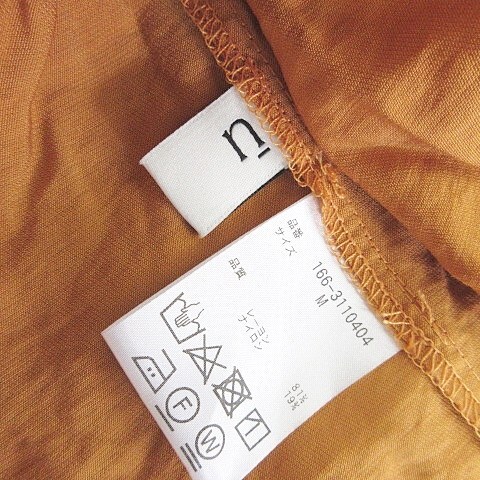 n
品番 166-3110404
サイズ M
品質 レーヨン 81%
ナイロン 19%
F
W